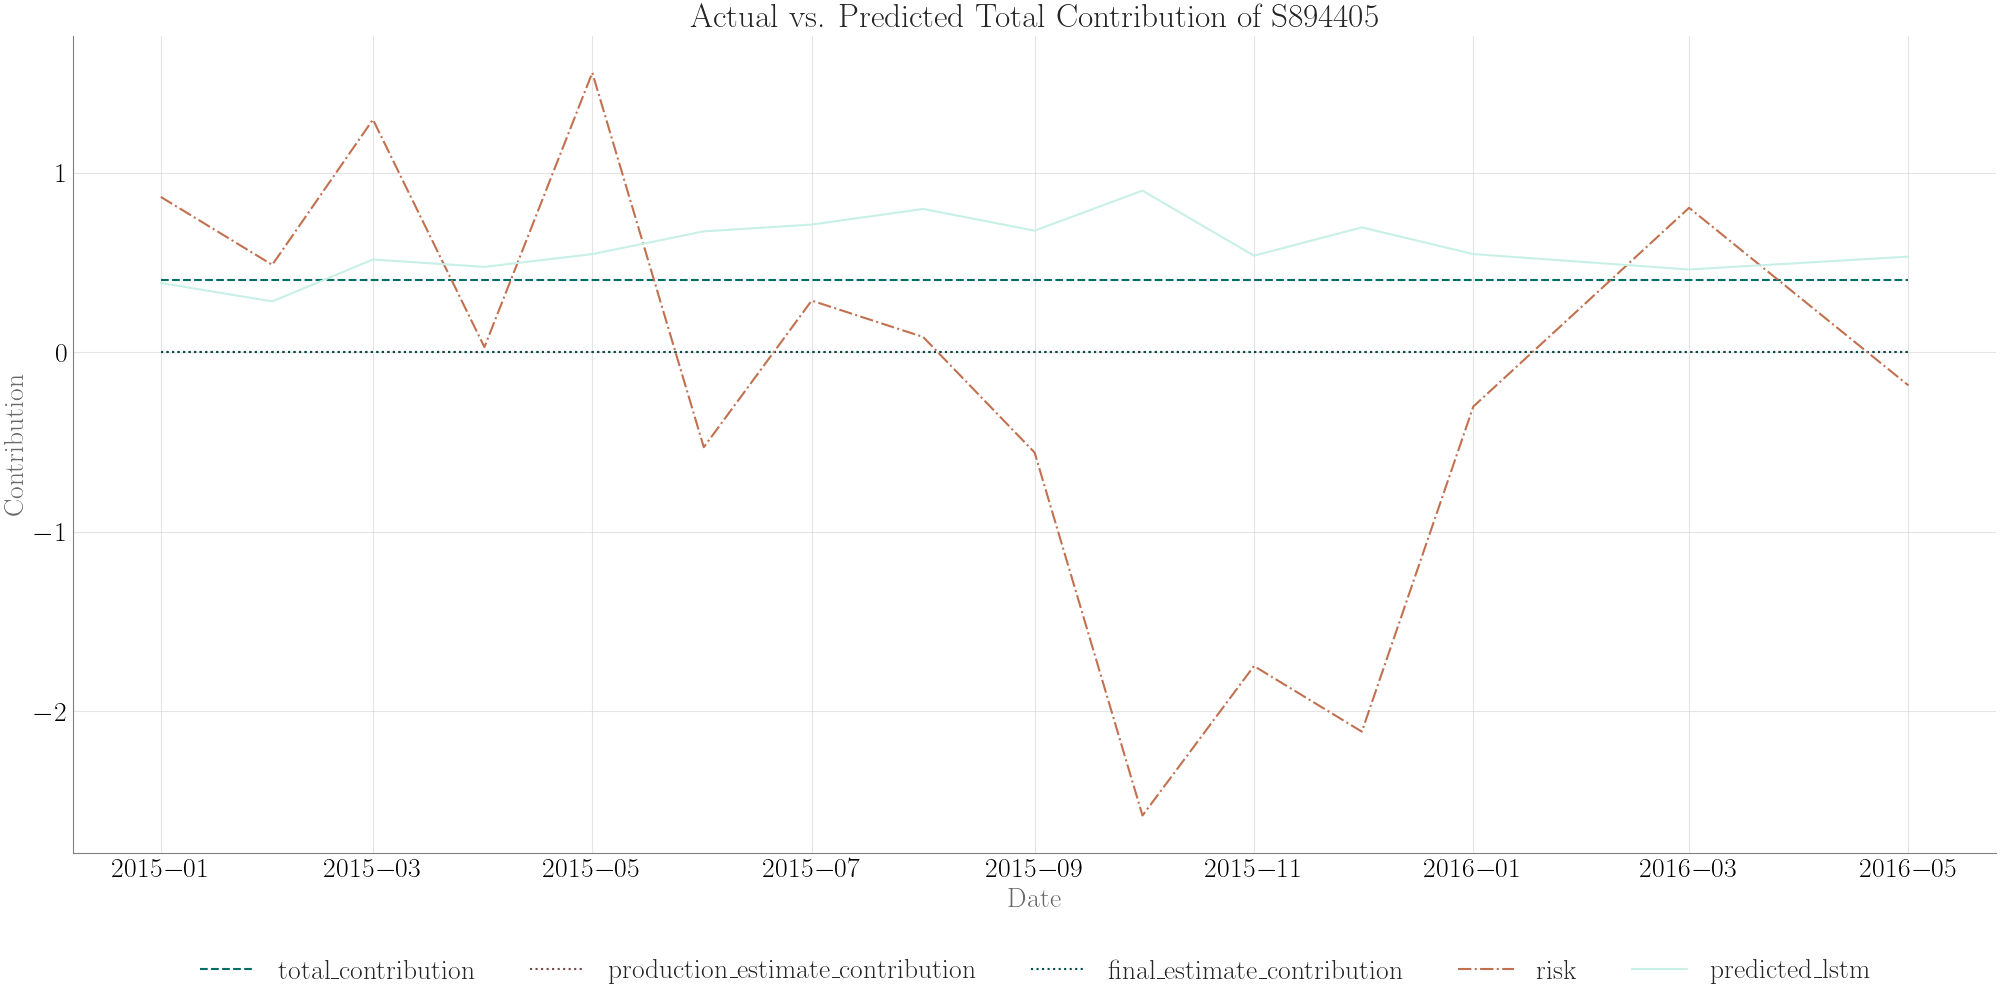 Actual vs. Predicted Total Contribution of S894405
Contribution
1
0
−1
−2
2015−01 2015−03 2015−05 2015−07 2015−09 2015−11 2016−01 2016−03 2016−05
Date
total_contribution production_estimate_contribution final_estimate_contribution risk predicted_lstm